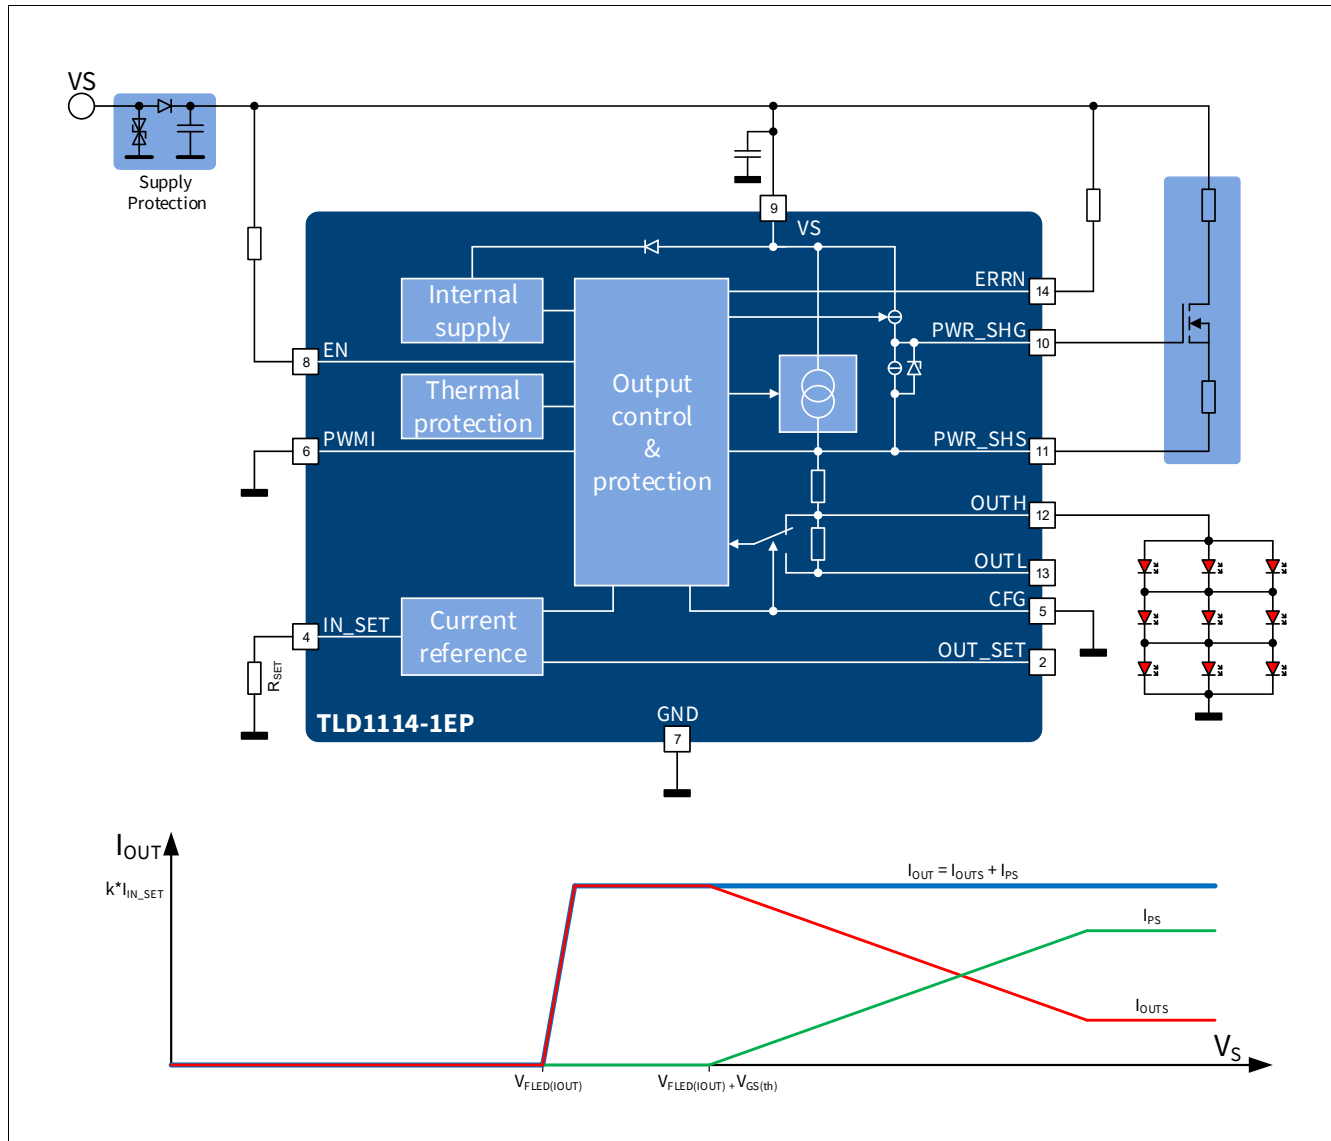 VS
Supply
Protection
9
VS
Internal
supply
ERRN
14
PWR_SHG
10
8
EN
Thermal
protection
Output
control
&
protection
6
PWMI
PWR_SHS
11
OUTH
12
OUTL
13
CFG
5
4
IN_SET
Current
reference
OUT_SET
2
RSET
TLD1114-1EP
GND
7
IOUT
k*IIN_SET
IOUT = IOUTS + IPS
IPS
IOUTS
VS
VFLED(IOUT)
VFLED(IOUT) + VGS(th)